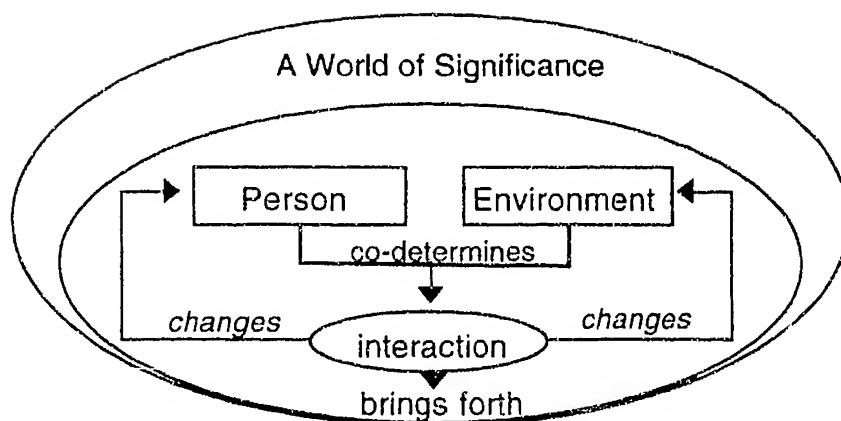 A World of Significance
Person Environment
co-determines
changes changes
interaction
brings forth